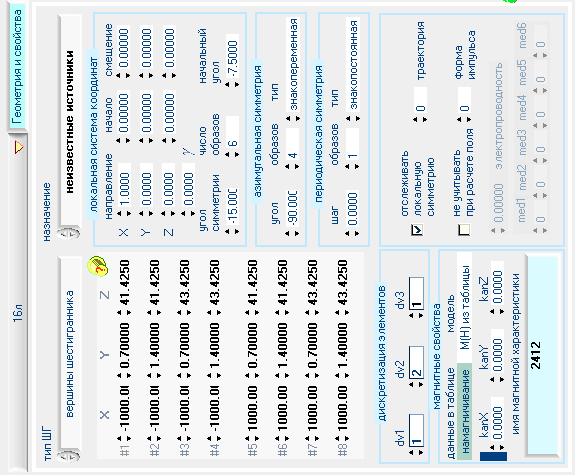 16л
Геометрия и свойства
тип ШГ
вершины шестигранника
назначение
неизвестные источники
X Y Z
#1 -1000.0( 0.70000 41.4250
#2 -1000.0( 1.40000 41.4250
#3 -1000.0( 0.70000 43.4250
#4 -1000.0( 1.40000 43.4250
#5 1000.00 0.70000 41.4250
#6 1000.00 1.40000 41.4250
#7 1000.00 0.70000 43.4250
#8 1000.00 1.40000 43.4250
локальная система координат
направление начало смещение
X 1.0000 0.00000 0.00000
Y 0.0000 0.00000 0.00000
Z 0.0000 0.00000 0.00000
0.0000 γ
угол симметрии число образов начальный угол
-15.000 6 -7.5000
азимутальная симметрия
угол образов тип
-90.000 4 знакопеременная
периодическая симметрия
шаг образов тип
0.0000 1 знакопостоянная
дискретизация элементов
dv1 dv2 dv3
1 2 1
магнитные свойства
данные в таблице модель
намагничивание M(H) из таблицы
kanX kanY kanZ
0.0000 0.0000 0.0000
имя магнитной характеристики
2412
отслеживать локальную симметрию 0 траектория
не учитывать при расчете поля 0 Форма импульса
0.00000 электропроводность
med1 med2 med3 med4 med5 med6
0 0 0 0 0 0